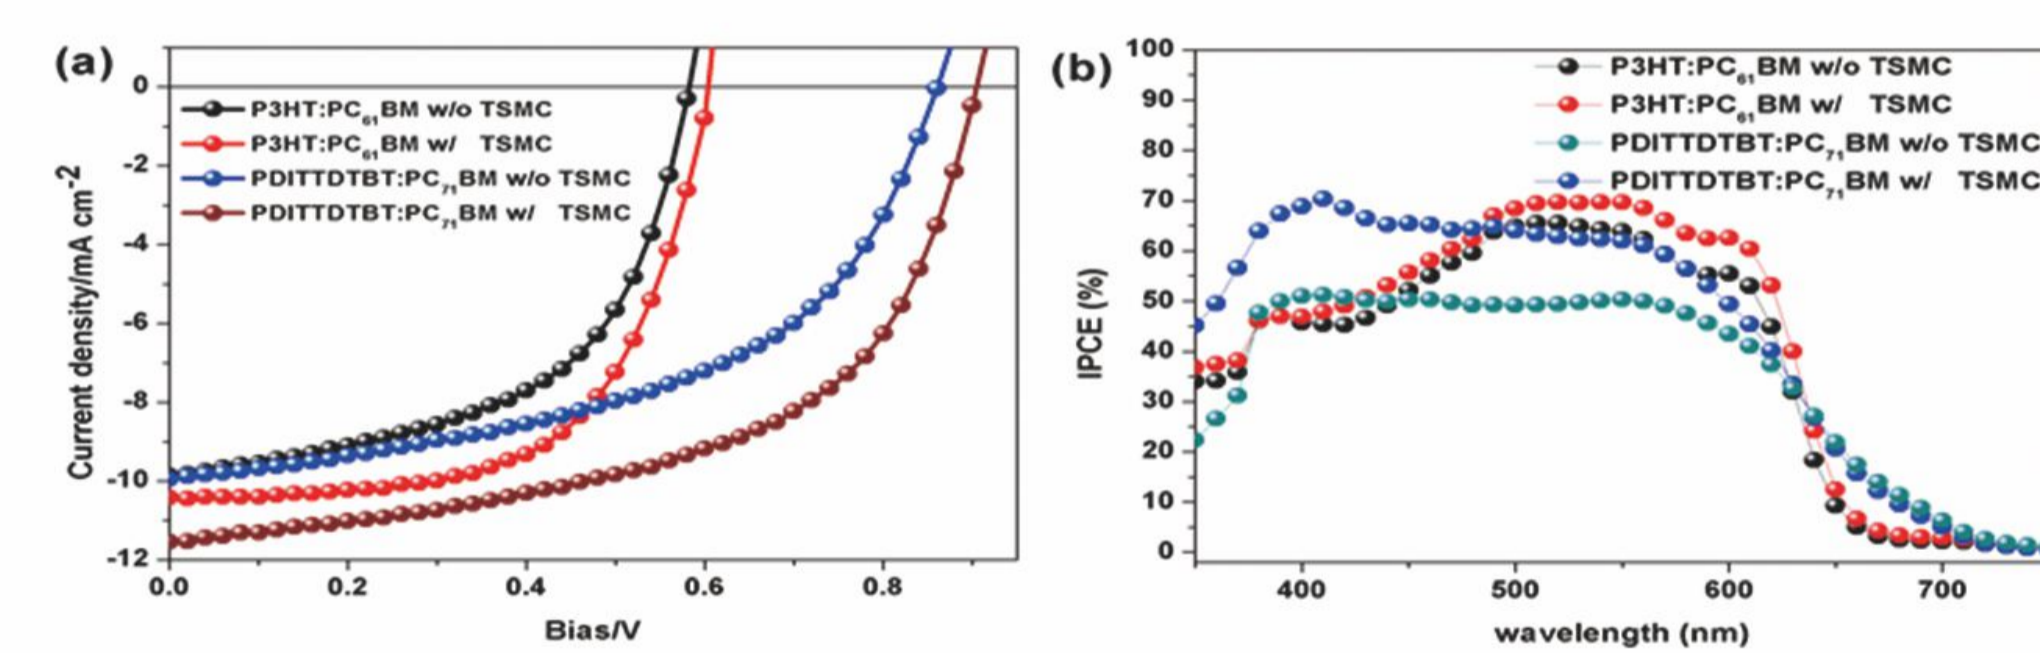 (a)
0
-2
-4
-6
-8
-10
-12
Current density/mA cm-2
P3HT:PC61BM w/o TSMC
P3HT:PC61BM w/ TSMC
PDITTDTBT:PC71BM w/o TSMC
PDITTDTBT:PC71BM w/ TSMC
0.0 0.2 0.4 0.6 0.8
Bias/V
(b)
100
90
80
70
60
50
40
30
20
10
0
IPCE (%)
P3HT:PC61BM w/o TSMC
P3HT:PC61BM w/ TSMC
PDITTDTBT:PC71BM w/o TSMC
PDITTDTBT:PC71BM w/ TSMC
400 500 600 700
wavelength (nm)